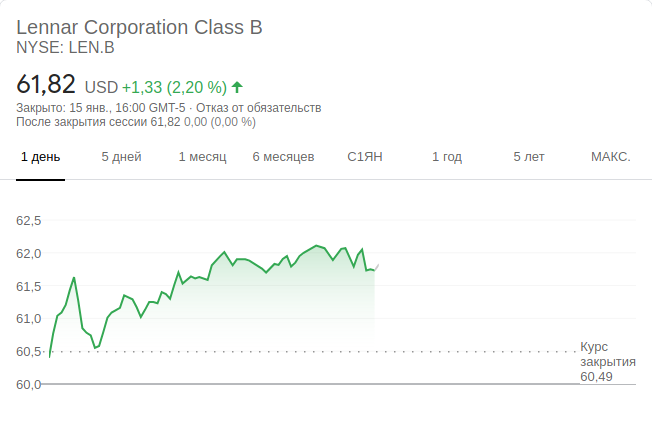 Lennar Corporation Class B
NYSE: LEN.B
61,82 USD +1,33 (2,20 %)
Закрыто: 15 янв., 16:00 GMT-5 · Отказ от обязательств
После закрытия сессии 61,82 0,00 (0,00 %)
1 день 5 дней 1 месяц 6 месяцев С1ЯН 1 год 5 лет МАКС.
62,5
62,0
61,5
61,0
60,5
60,0
Курс
закрытия
60,49